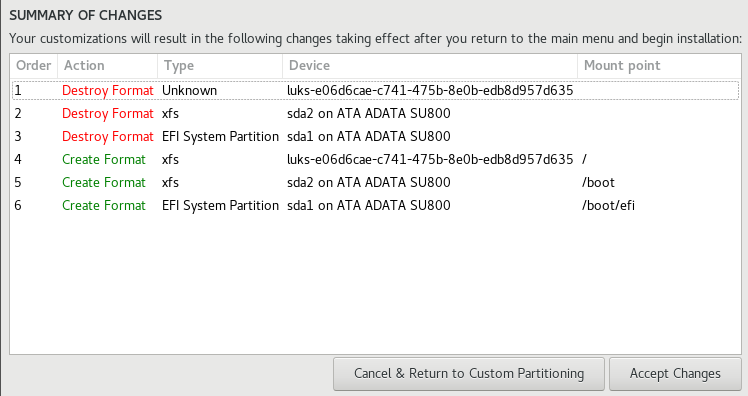 SUMMARY OF CHANGES
Your customizations will result in the following changes taking effect after you return to the main menu and begin installation:
Order Action Type Device Mount point
1 Destroy Format Unknown luks-e06d6cae-c741-475b-8e0b-edb8d957d635
2 Destroy Format xfs sda2 on ATA ADATA SU800
3 Destroy Format EFI System Partition sda1 on ATA ADATA SU800
4 Create Format xfs luks-e06d6cae-c741-475b-8e0b-edb8d957d635 /
5 Create Format xfs sda2 on ATA ADATA SU800 /boot
6 Create Format EFI System Partition sda1 on ATA ADATA SU800 /boot/efi
Cancel & Return to Custom Partitioning Accept Changes